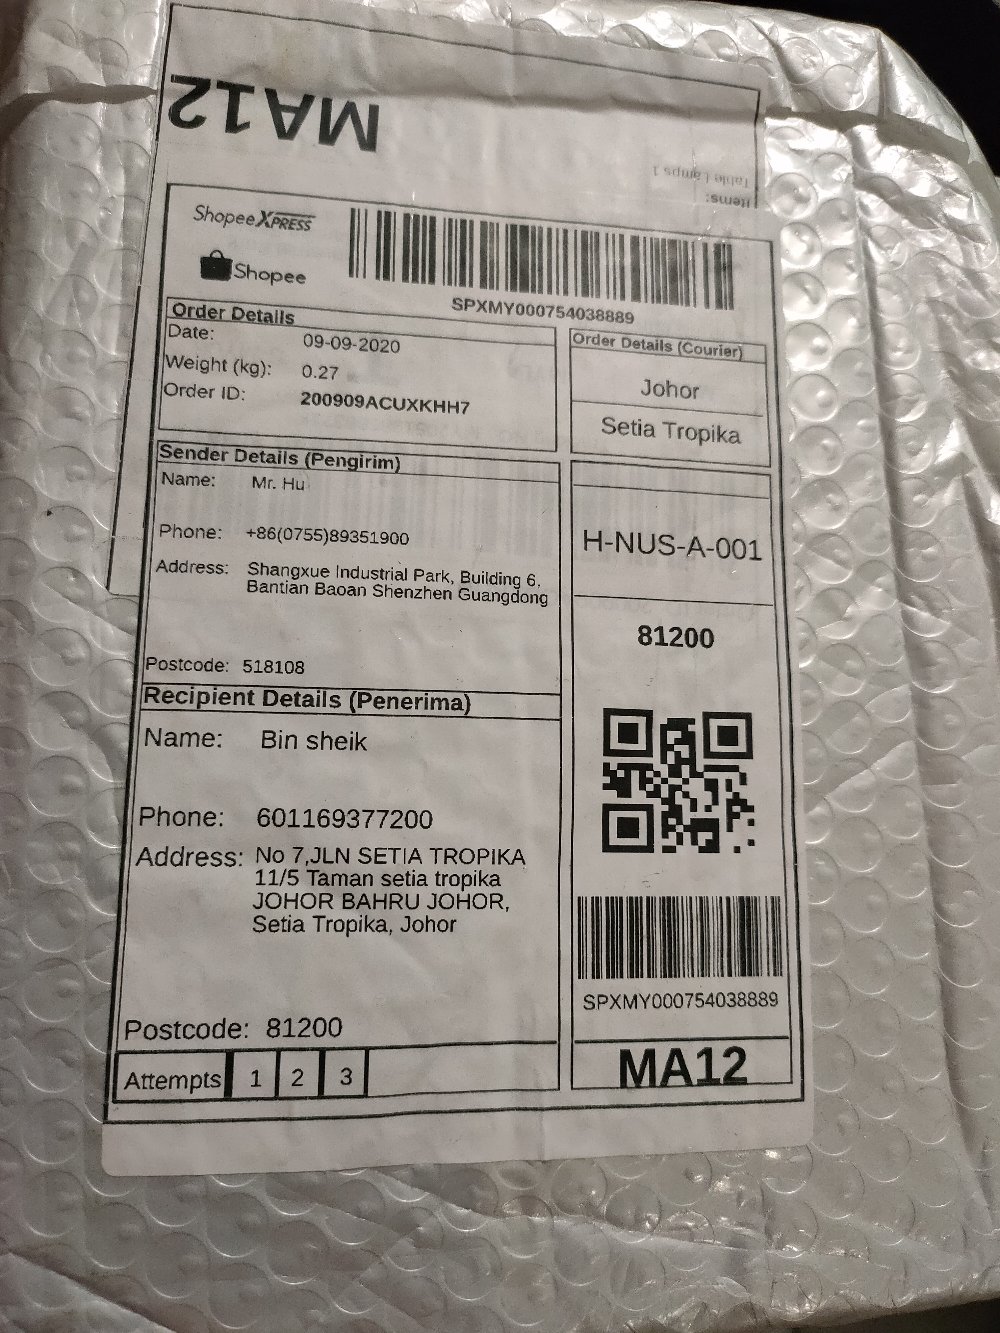 MA12
Items:
Table Lamps 1
Shopee XPRESS
Shopee
SPXMY000754038889
Order Details
Date: 09-09-2020
Weight (kg): 0.27
Order ID: 200909ACUXKHH7
Order Details (Courier)
Johor
Setia Tropika
Sender Details (Pengirim)
Name: Mr. Hu
Phone: +86(0755)89351900
Address: Shangxue Industrial Park, Building 6,
Bantian Baoan Shenzhen Guangdong
Postcode: 518108
H-NUS-A-001
81200
Recipient Details (Penerima)
Name: Bin sheik
Phone: 601169377200
Address: No 7,JLN SETIA TROPIKA
11/5 Taman setia tropika
JOHOR BAHRU JOHOR,
Setia Tropika, Johor
Postcode: 81200
Attempts 1 2 3
SPXMY000754038889
MA12